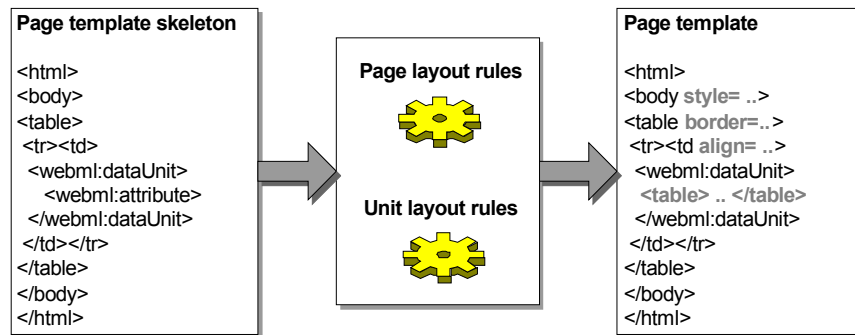 Page template skeleton
<html>
<body>
<table>
<tr><td>
<webml:dataUnit>
<webml:attribute>
</webml:dataUnit>
</td></tr>
</table>
</body>
</html>
Page layout rules
Unit layout rules
Page template
<html>
<body style= ..>
<table border=..>
<tr><td align= ..>
<webml:dataUnit>
<table> .. </table>
</webml:dataUnit>
</td></tr>
</table>
</body>
</html>